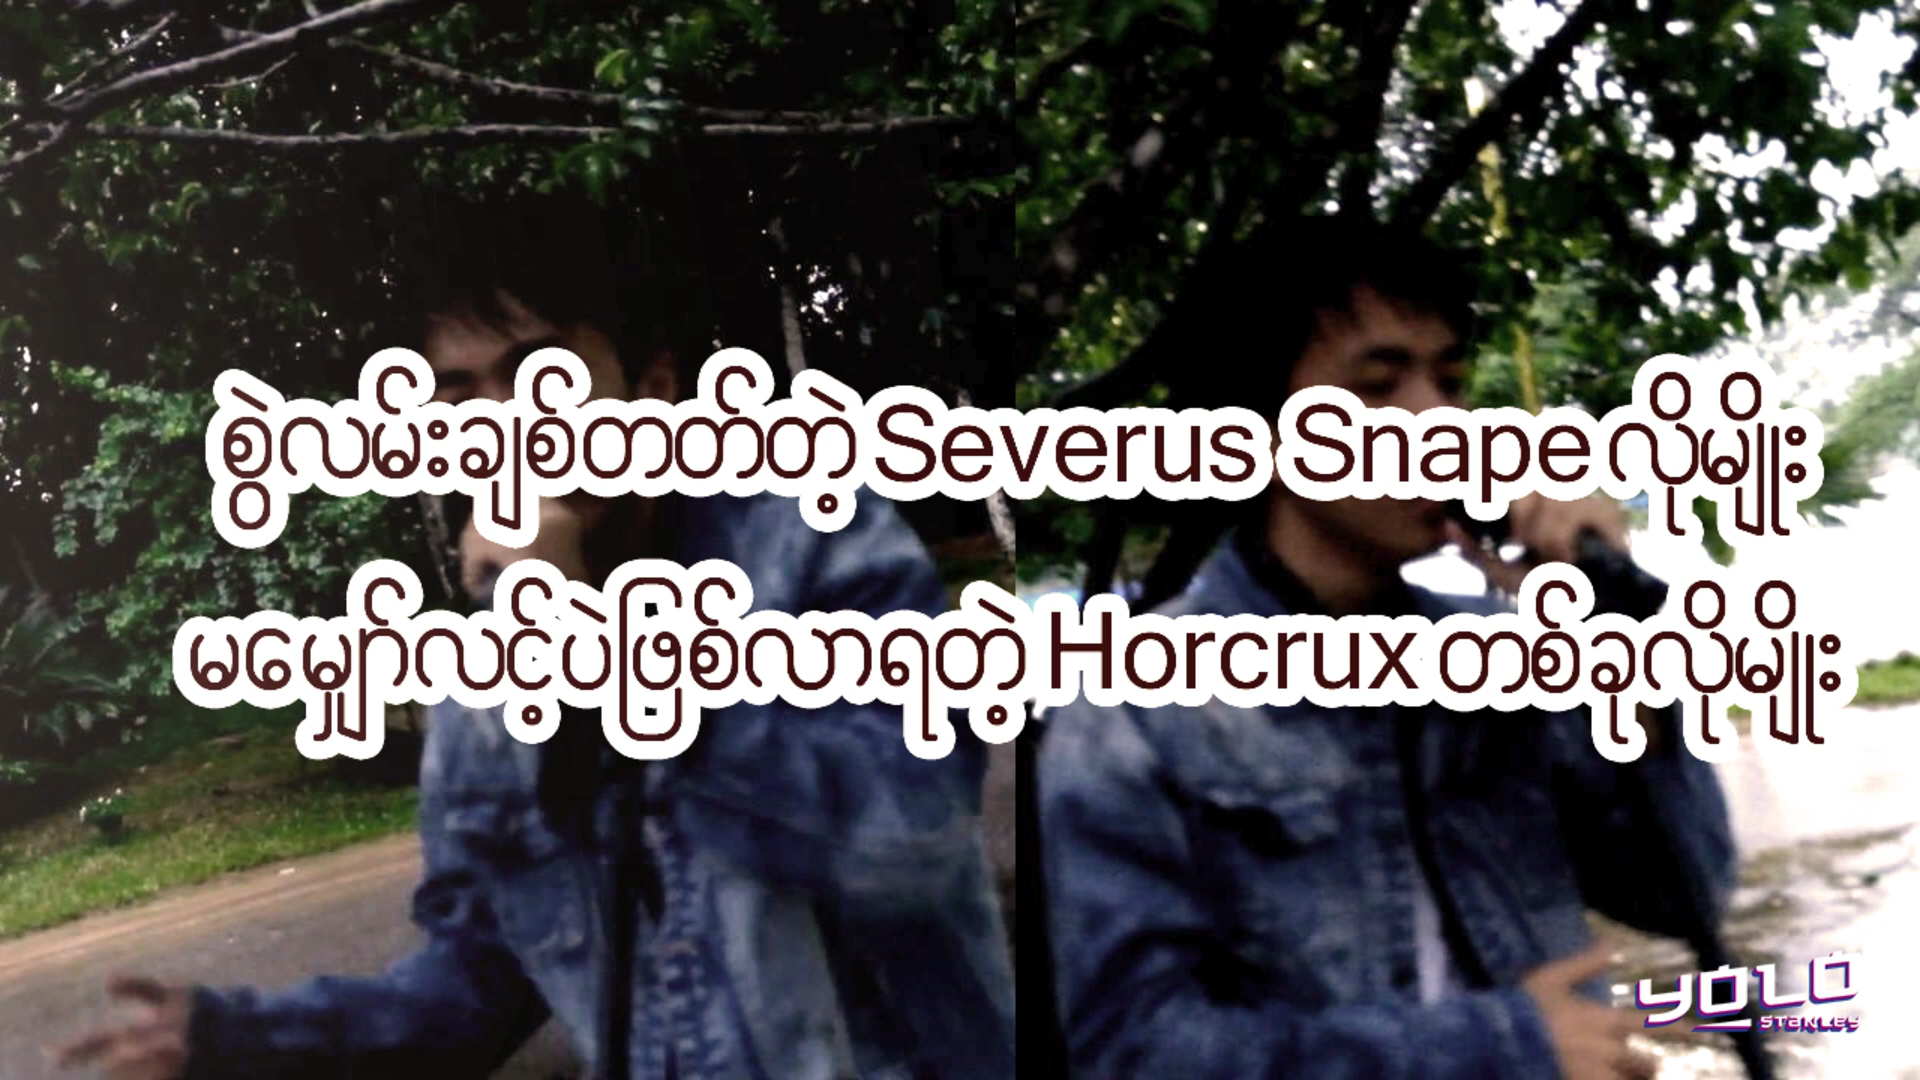 စွဲလမ်းချစ်တတ်တဲ့ Severus Snape လိုမျိုး
မမျှော်လင့်ပဲဖြစ်လာရတဲ့ Horcrux တစ်ခုလိုမျိုး
YOLO
STANLEY